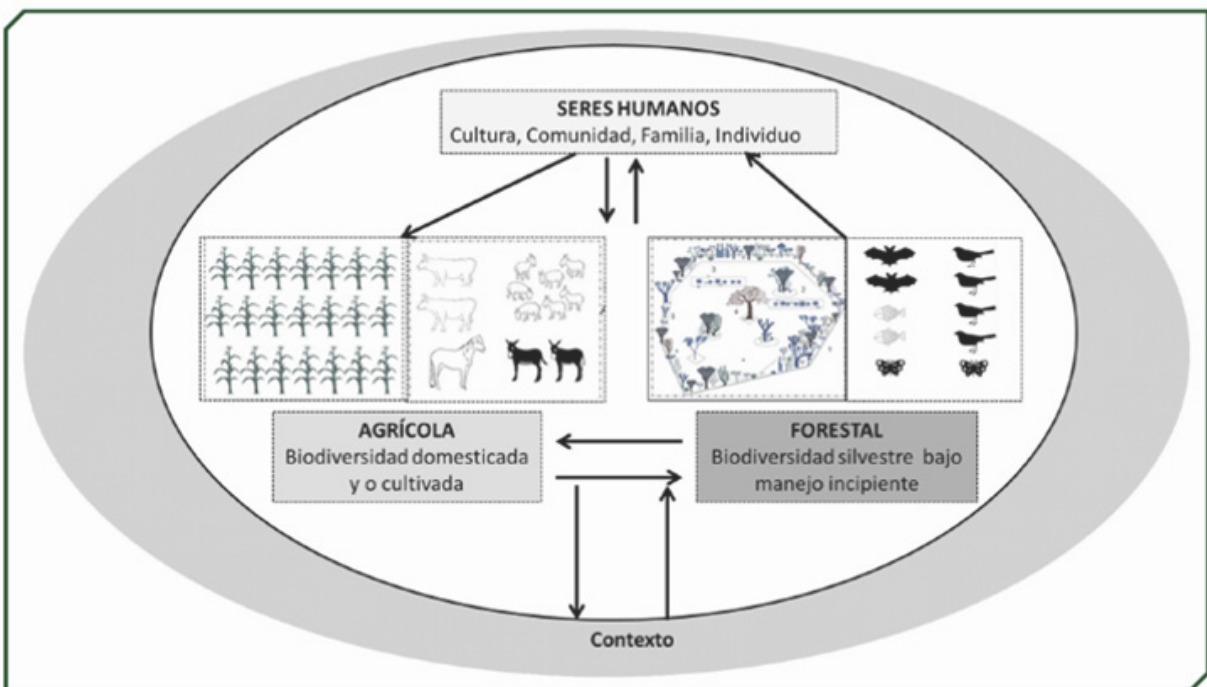 SERES HUMANOS
Cultura, Comunidad, Familia, Individuo
AGRÍCOLA
Biodiversidad domesticada
y o cultivada
FORESTAL
Biodiversidad silvestre bajo
manejo incipiente
Contexto